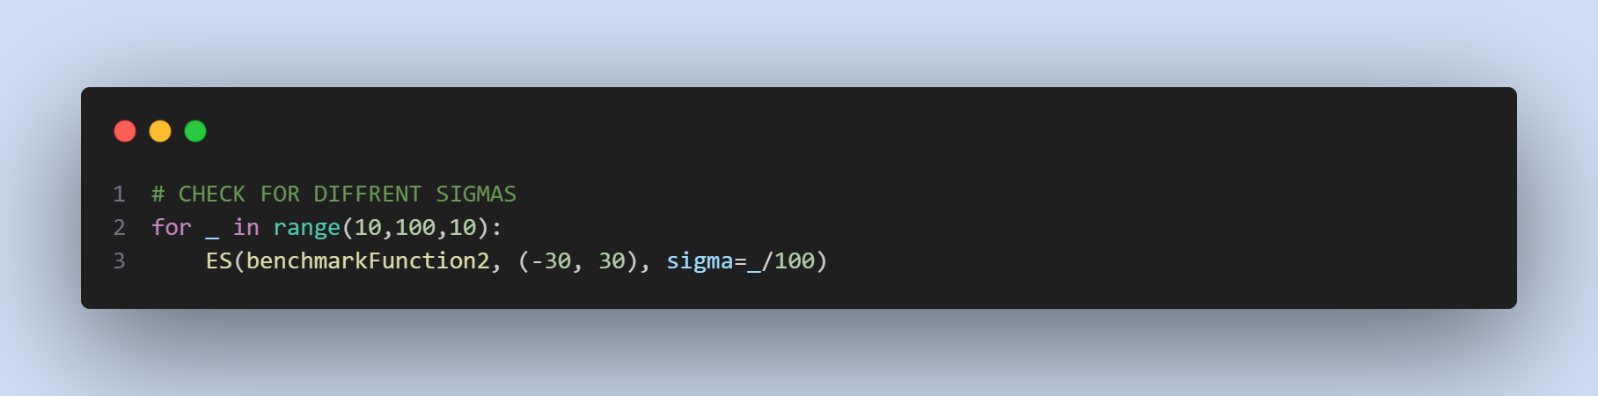 1 # CHECK FOR DIFFRENT SIGMAS
2 for _ in range(10,100,10):
3     ES(benchmarkFunction2, (-30, 30), sigma=_/100)